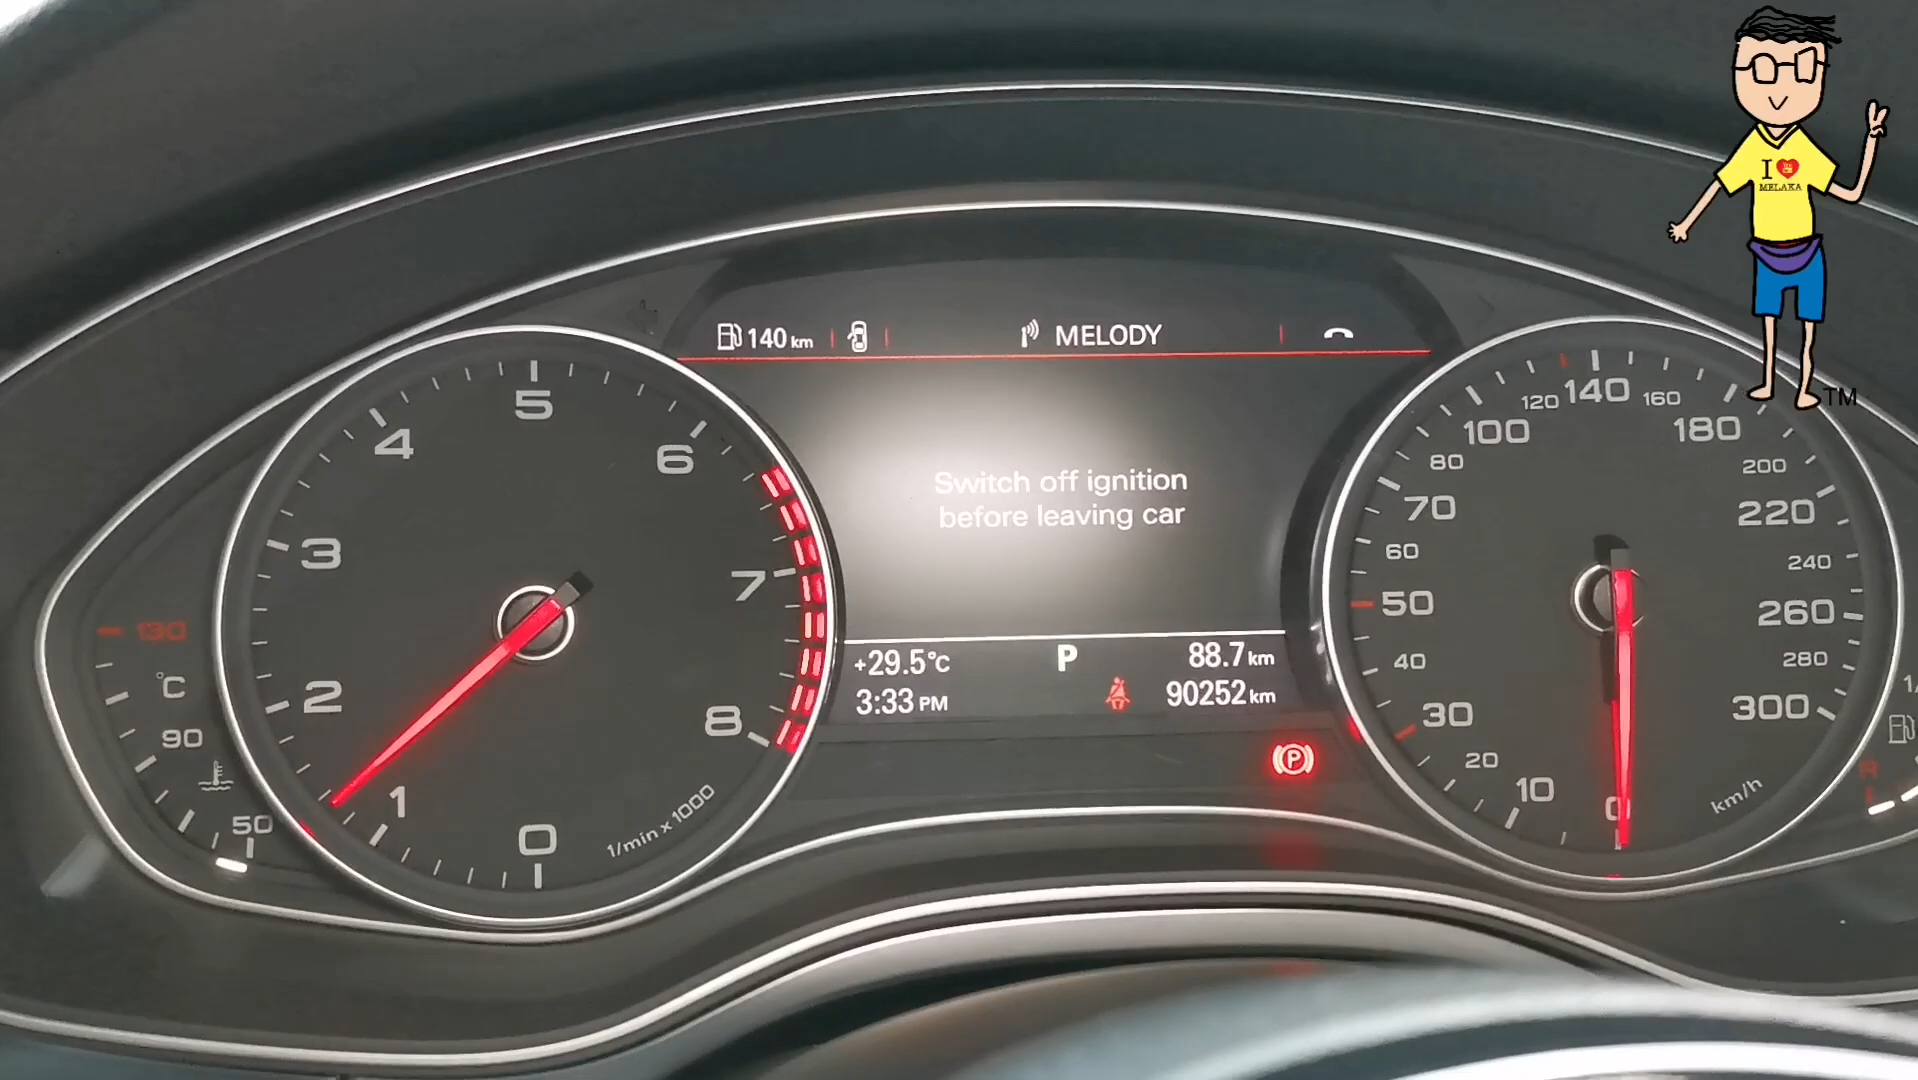 140 km
MELODY
Switch off ignition
before leaving car
+29.5°C
P
88.7 km
3:33 PM
90252 km
P
0
1
2
3
4
5
6
7
8
1/min x 1000
130
°C
90
50
0
10
20
30
40
50
60
70
80
100
120
140
160
180
200
220
240
260
280
300
km/h
R
I
MELAKA
TM